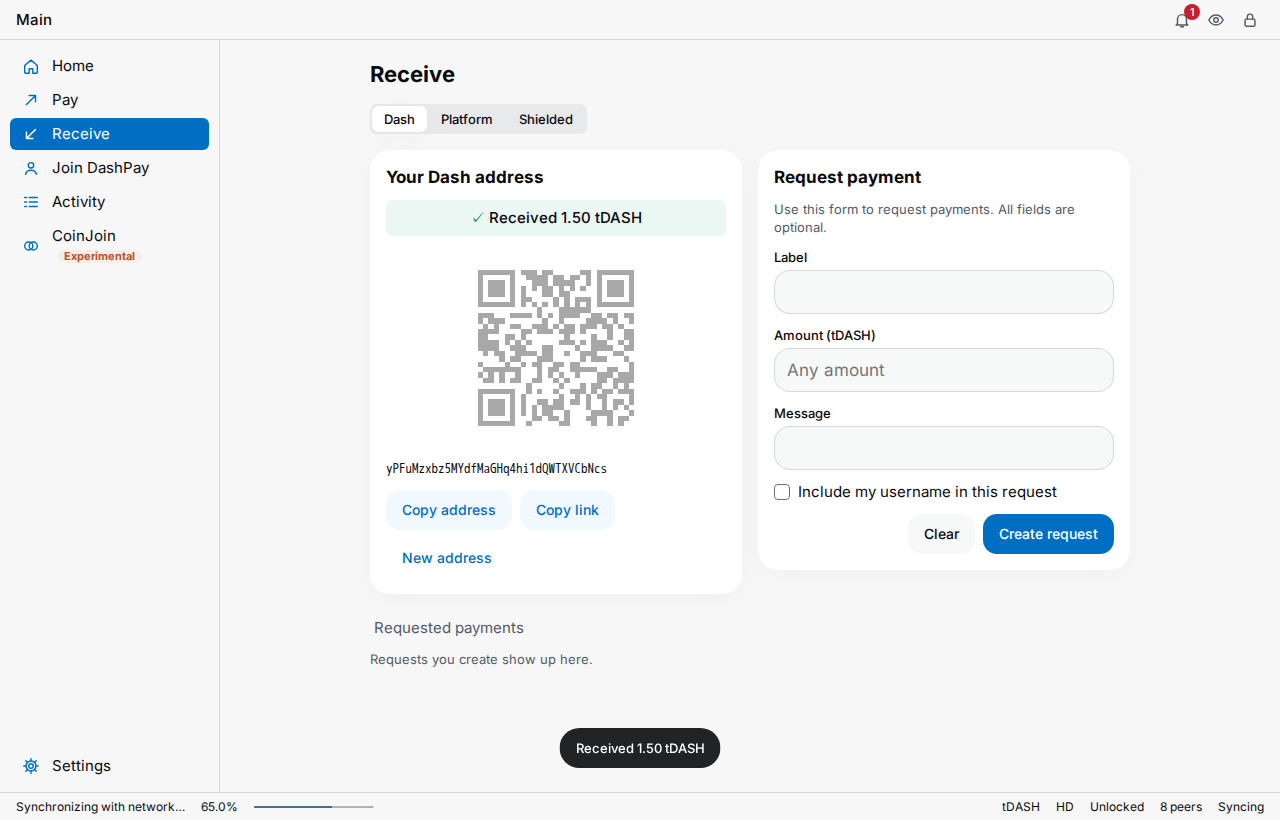 Main
1
Home
Pay
Receive
Join DashPay
Activity
CoinJoin
Experimental
Settings
Receive
Dash Platform Shielded
Your Dash address
✓ Received 1.50 tDASH
yPFuMzxbz5MYdfMaGHq4hi1dQWTXVCbNcs
Copy address Copy link
New address
Request payment
Use this form to request payments. All fields are
optional.
Label
Amount (tDASH)
Any amount
Message
Include my username in this request
Clear Create request
Requested payments
Requests you create show up here.
Received 1.50 tDASH
Synchronizing with network... 65.0% tDASH HD Unlocked 8 peers Syncing